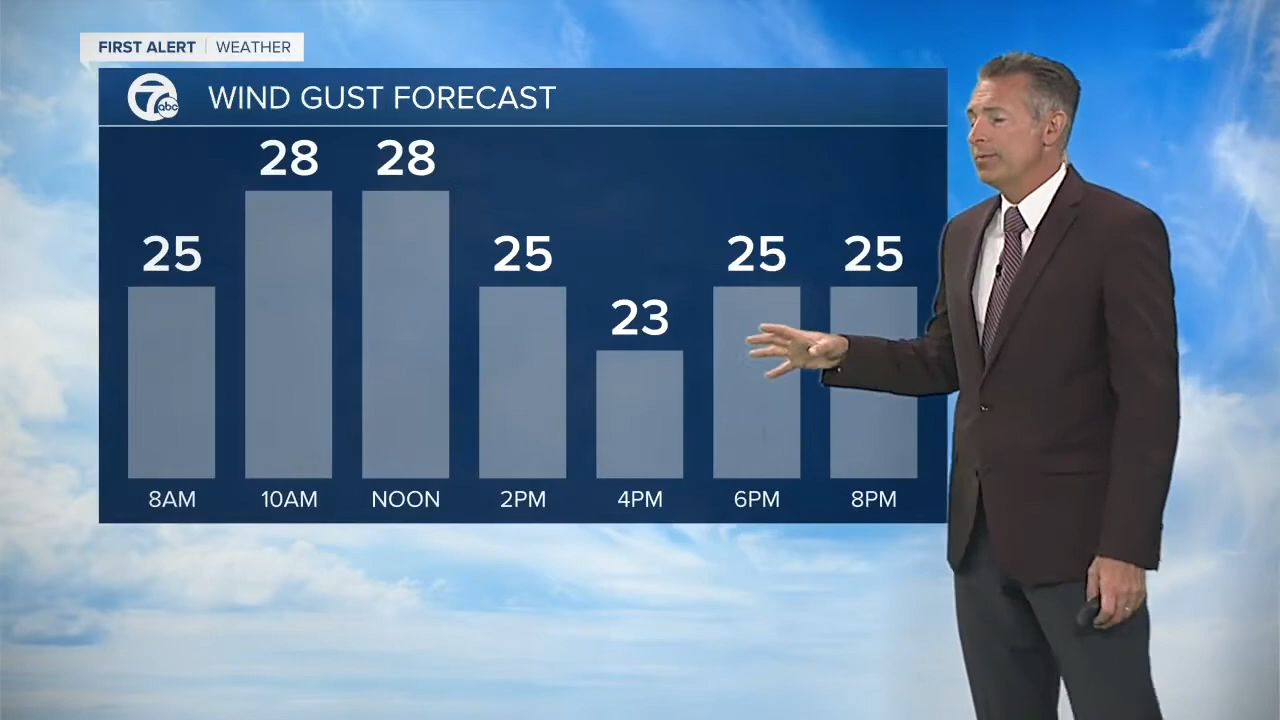 FIRST ALERT | WEATHER
7 abc WIND GUST FORECAST
25 28 28 25 23 25 25
8AM 10AM NOON 2PM 4PM 6PM 8PM